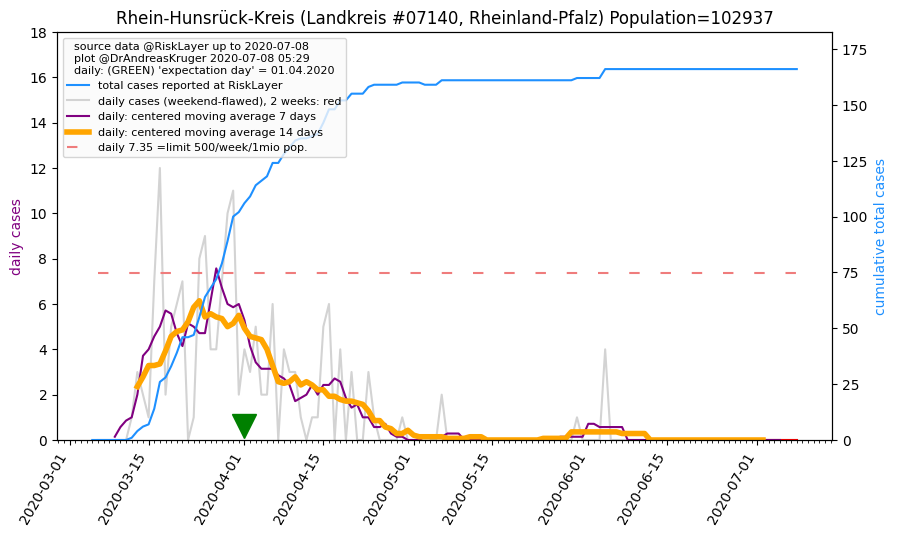 Rhein-Hunsrück-Kreis (Landkreis #07140, Rheinland-Pfalz) Population=102937
source data @RiskLayer up to 2020-07-08
plot @DrAndreasKruger 2020-07-08 05:29
daily: (GREEN) 'expectation day' = 01.04.2020
total cases reported at RiskLayer
daily cases (weekend-flawed), 2 weeks: red
daily: centered moving average 7 days
daily: centered moving average 14 days
daily 7.35 =limit 500/week/1mio pop.
daily cases
18
16
14
12
10
8
6
4
2
0
cumulative total cases
175
150
125
100
75
50
25
0
2020-03-01
2020-03-15
2020-04-01
2020-04-15
2020-05-01
2020-05-15
2020-06-01
2020-06-15
2020-07-01